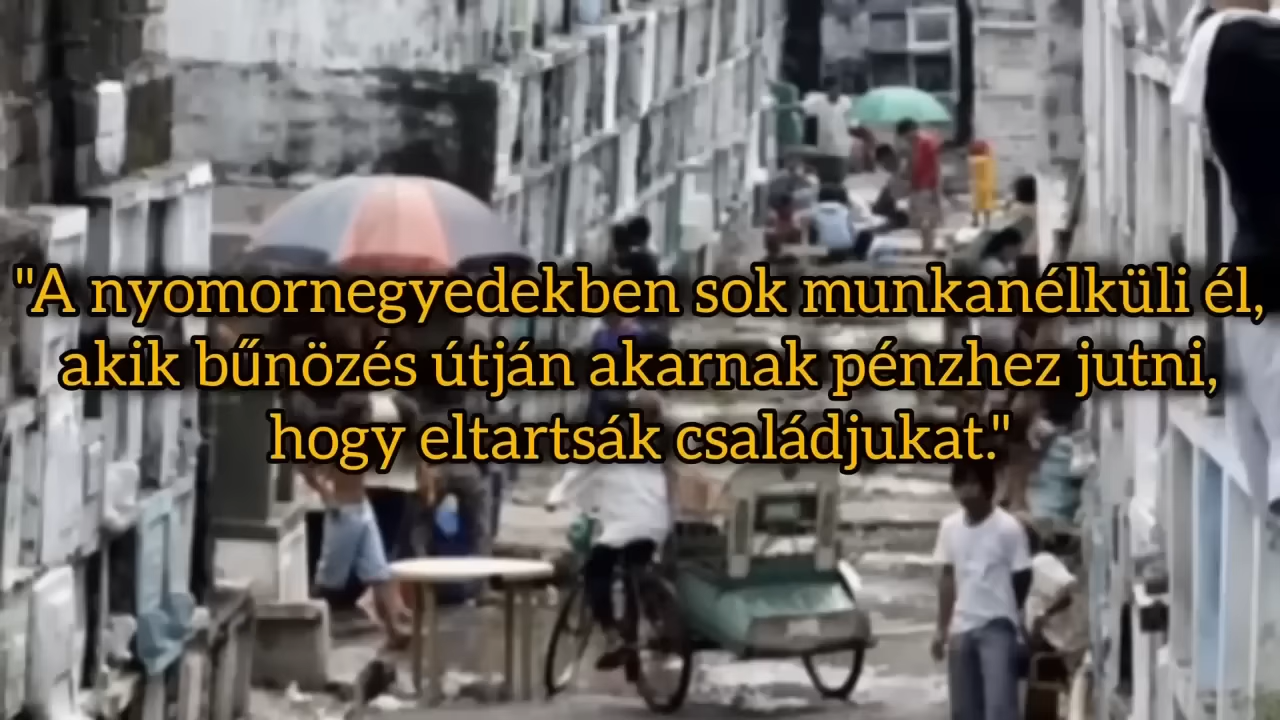 "A nyomornegyedekben sok munkanélküli él,
akik bűnözés útján akarnak pénzhez jutni,
hogy eltartsák családjukat."